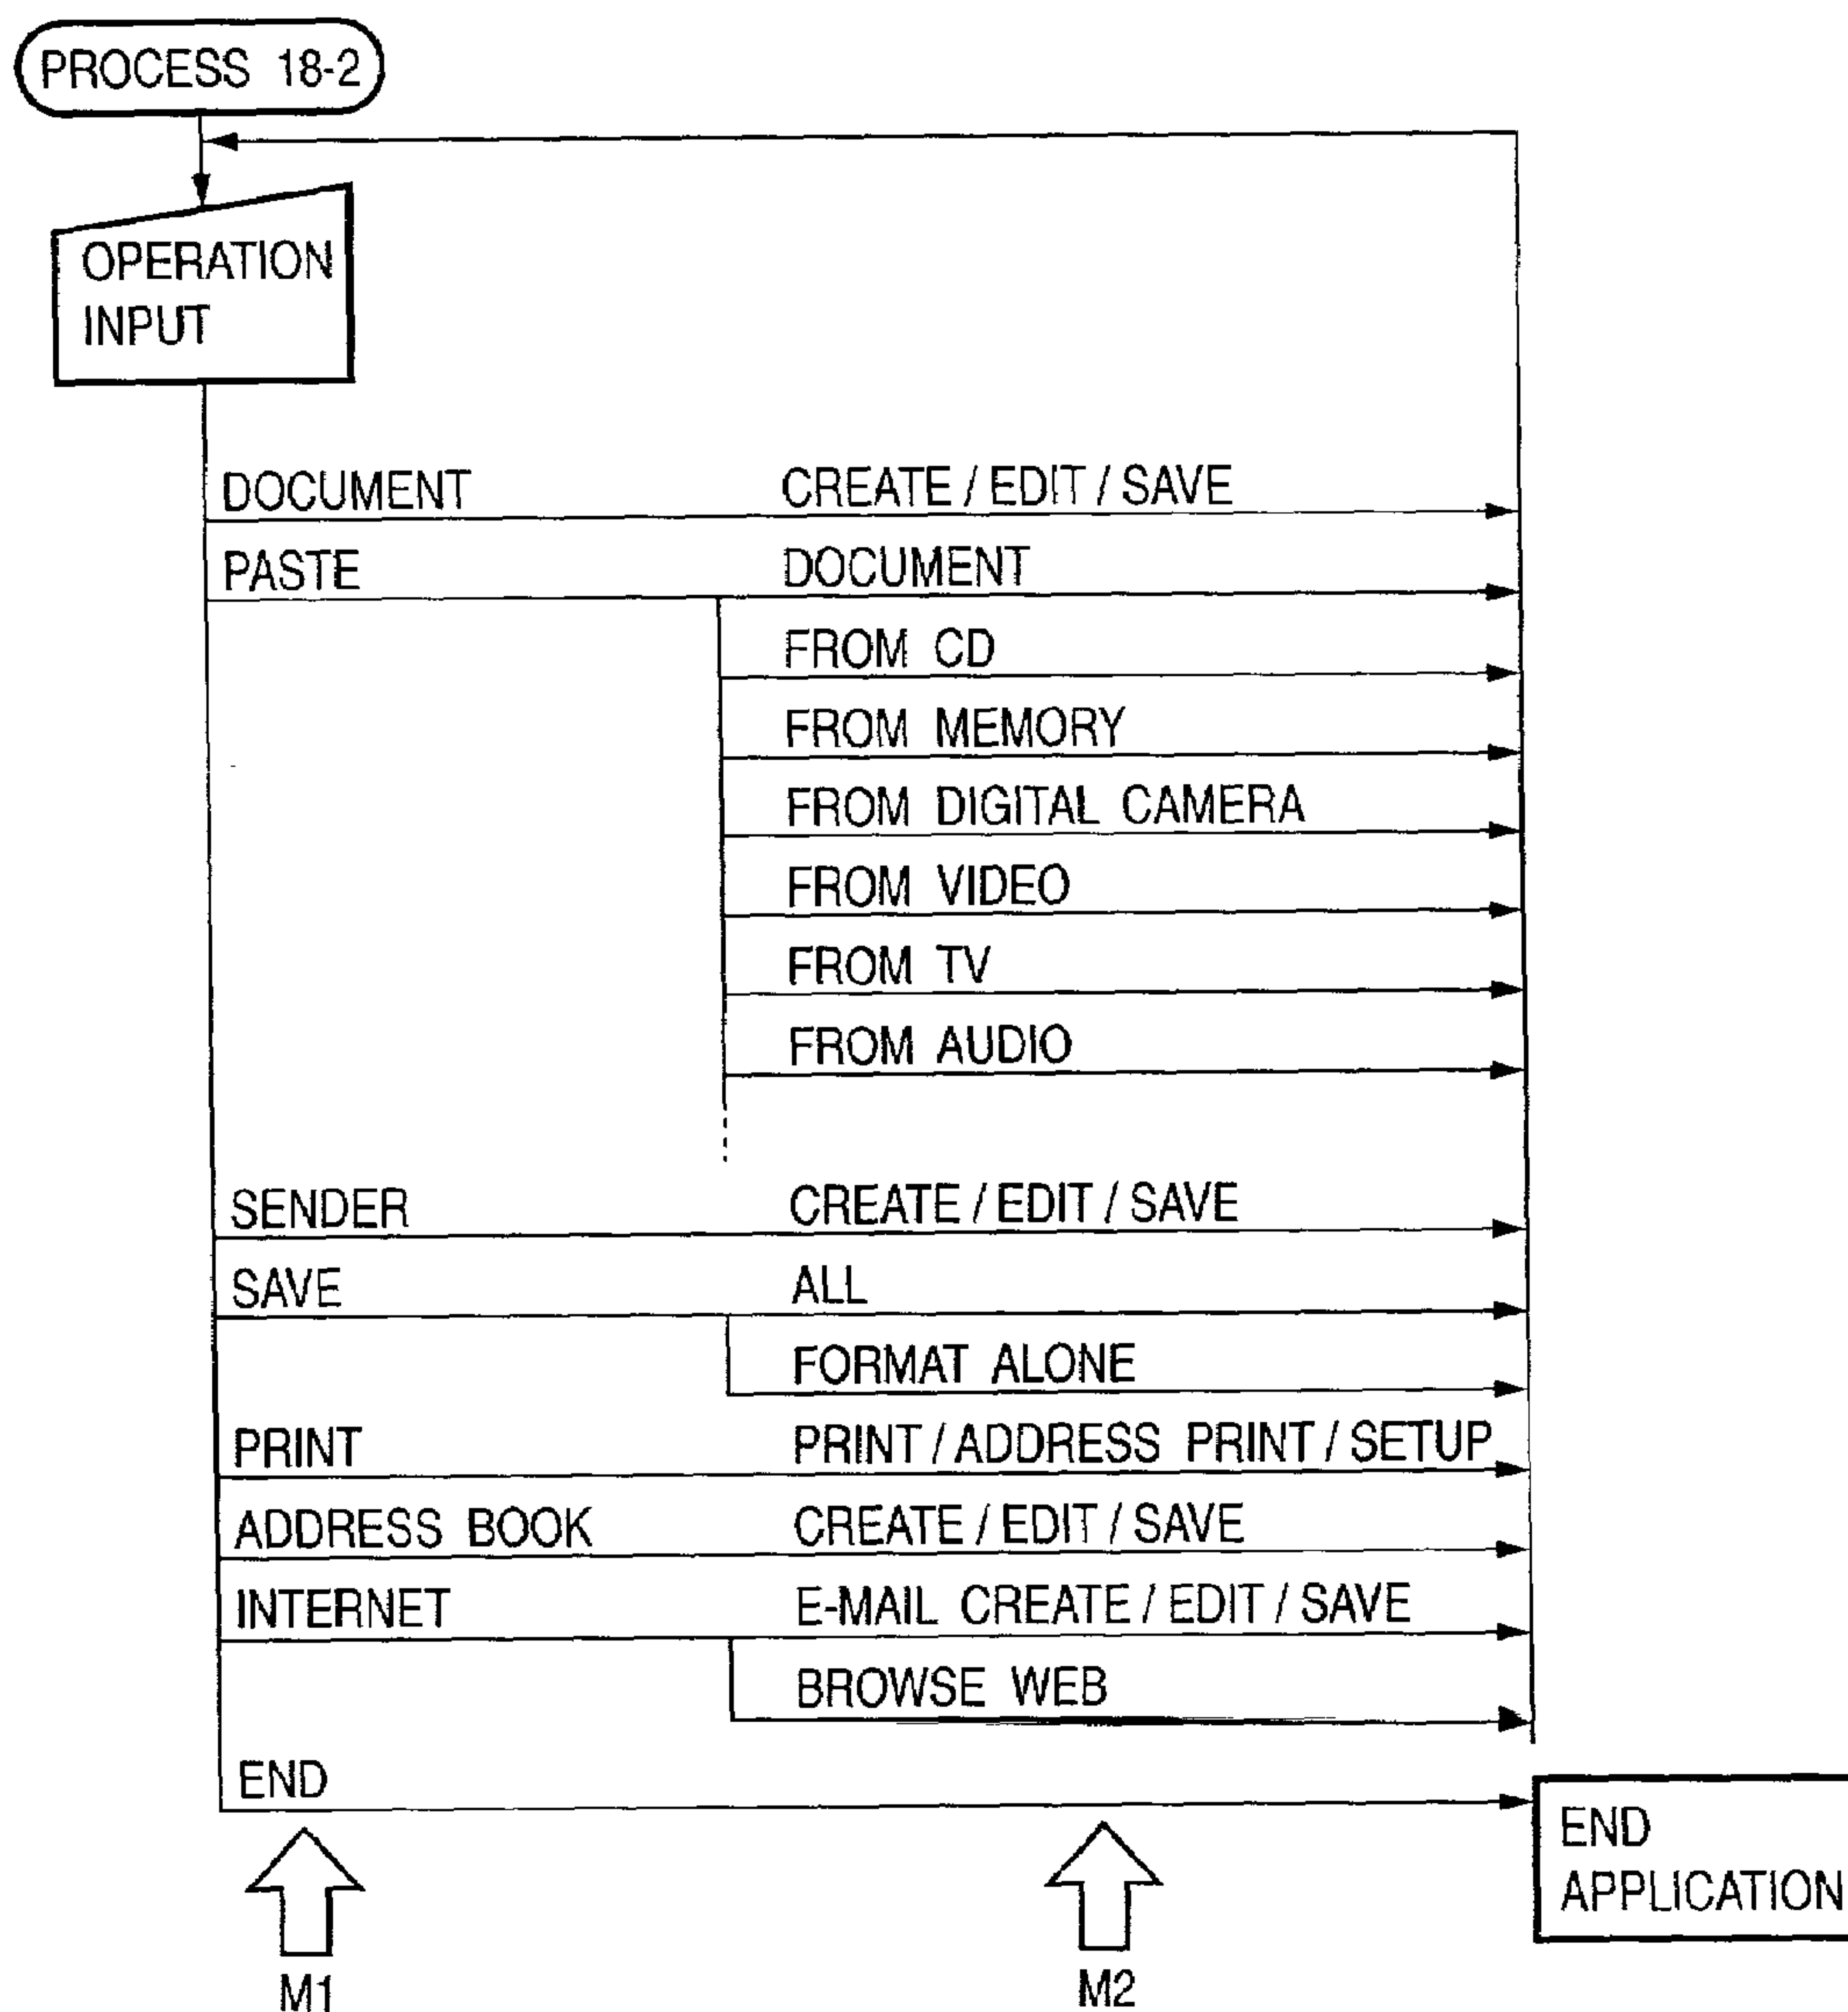 PROCESS 18-2
OPERATION
INPUT
DOCUMENT CREATE / EDIT / SAVE
PASTE DOCUMENT
FROM CD
FROM MEMORY
FROM DIGITAL CAMERA
FROM VIDEO
FROM TV
FROM AUDIO
SENDER CREATE / EDIT / SAVE
SAVE ALL
FORMAT ALONE
PRINT PRINT / ADDRESS PRINT / SETUP
ADDRESS BOOK CREATE / EDIT / SAVE
INTERNET E-MAIL CREATE / EDIT / SAVE
BROWSE WEB
END
END
APPLICATION
M1 M2